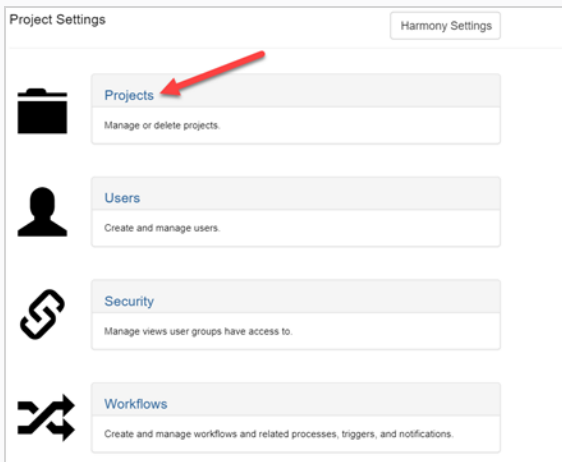 Project Settings
Harmony Settings
Projects
Manage or delete projects.
Users
Create and manage users.
Security
Manage views user groups have access to.
Workflows
Create and manage workflows and related processes, triggers, and notifications.